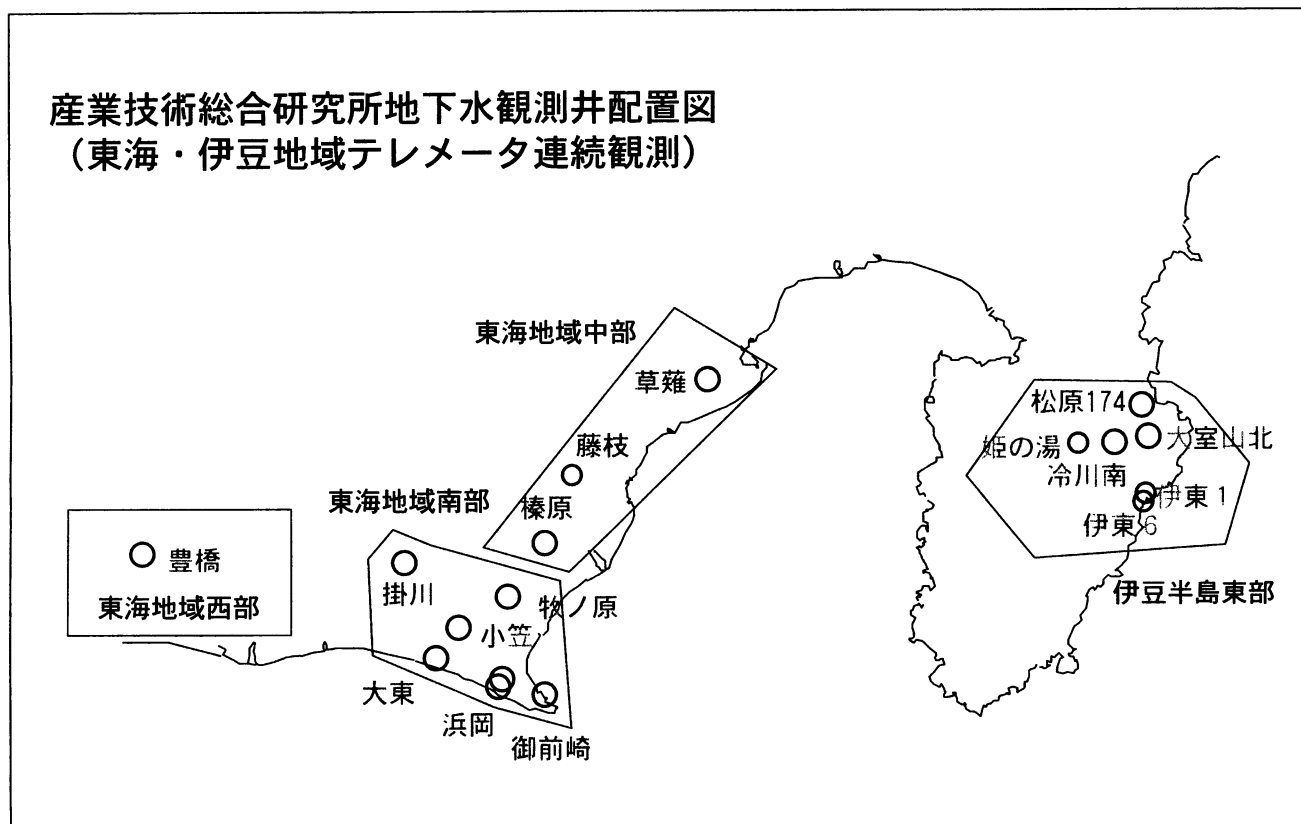 産業技術総合研究所地下水観測井配置図
（東海・伊豆地域テレメータ連続観測）
東海地域中部
草薙
藤枝
榛原
東海地域南部
掛川
牧ノ原
小笠
大東
浜岡
御前崎
豊橋
東海地域西部
松原174
姫の湯
大室山北
冷川南
伊東1
伊東6
伊豆半島東部